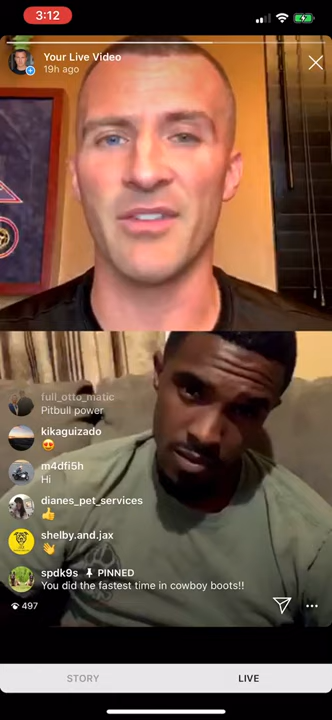 3:12
Your Live Video
19h ago
full_otto_matic
Pitbull power
kikaguizado
m4dfi5h
Hi
dianes_pet_services
shelby.and.jax
spdk9s PINNED
You did the fastest time in cowboy boots!!
497
STORY
LIVE